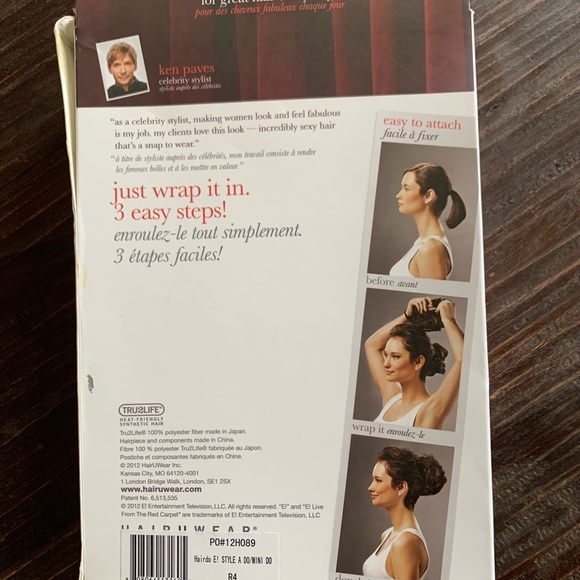 for great hair
pour des cheveux fabuleux chaque jour
ken paves
celebrity stylist
styliste auprès des célébrités
"as a celebrity stylist, making women look and feel fabulous
is my job. my clients love this look — incredibly sexy hair
that's a snap to wear."
"à titre de styliste auprès des célébrités, mon travail consiste à rendre
les femmes belles et à les mettre en valeur."
just wrap it in.
3 easy steps!
enroulez-le tout simplement.
3 étapes faciles!
easy to attach
facile à fixer
before avant
wrap it enroulez-le
TRU2LIFE®
HEAT-FRIENDLY
SYNTHETIC HAIR
Tru2Life® 100% polyester fiber made in Japan.
Hairpiece and components made in China.
Fibre 100 % polyester Tru2Life® fabriquée au Japon.
Postiche et composantes fabriqués en Chine.
© 2012 HairUWear Inc.
Kansas City, MO 64120-4001
1 London Bridge Walk, London, SE1 2SX
www.hairuwear.com
Patent No. 6,513,535
© 2012 E! Entertainment Television, LLC. All rights reserved. "E!" and "E! Live
From The Red Carpet" are trademarks of E! Entertainment Television, LLC
HAIRUWEAR®
PO#12H089
Hairdo E! STYLE A DO/MINI DO
R4